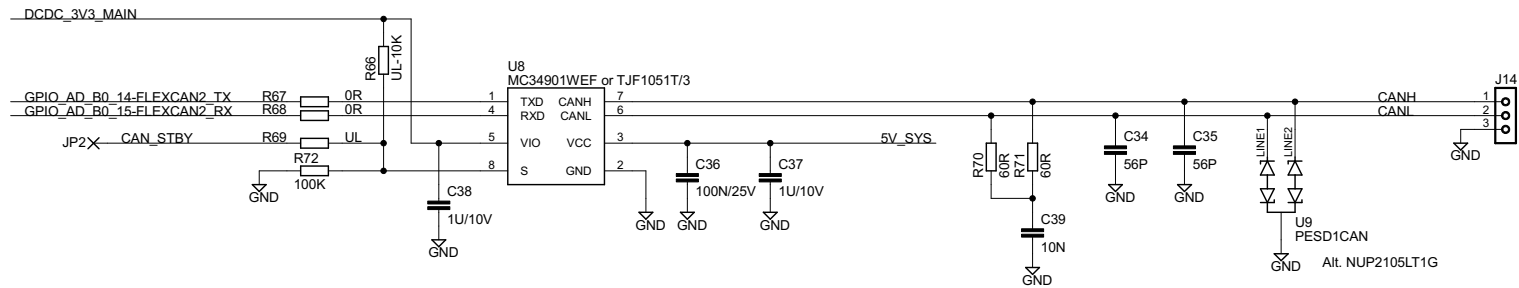 DCDC_3V3_MAIN
R66
UL-10K
U8
MC34901WEF or TJF1051T/3
J14
GPIO_AD_B0_14-FLEXCAN2_TX R67 0R 1 TXD CANH 7 CANH 1
GPIO_AD_B0_15-FLEXCAN2_RX R68 0R 4 RXD CANL 6 CANL 2
3
JP2 CAN_STBY R69 UL 5 VIO VCC 3 5V_SYS
R70
60R
R71
60R
C34
56P
C35
56P
LINE1
LINE2
GND
R72
100K
8 S GND 2
C36
100N/25V
C37
1U/10V
GND
C38
1U/10V
GND
GND
GND
GND
GND
GND
C39
10N
U9
PESD1CAN
GND
GND
GND
Alt. NUP2105LT1G